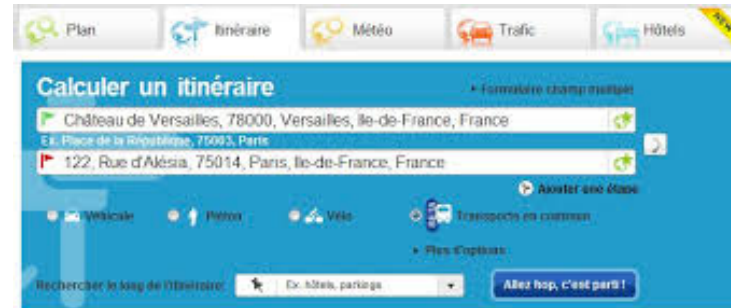 Plan Itinéraire Météo Trafic Hôtels NEW
Calculer un itinéraire
Formulaire champ multiple
Château de Versailles, 78000, Versailles, Ile-de-France, France
Ex. Place de la République, 75003, Paris
122, Rue d'Alésia, 75014, Paris, Ile-de-France, France
Ajouter une étape
Véhicule Piéton Vélo Transports en commun
Plus d'options
Rechercher le long de l'itinéraire: Ex. hôtels, parkings Allez hop, c'est parti !